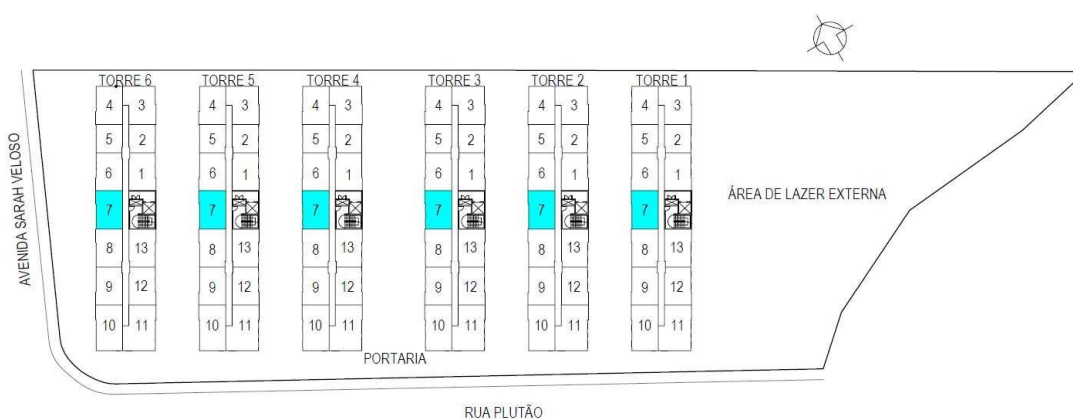 TORRE 6 TORRE 5 TORRE 4 TORRE 3 TORRE 2 TORRE 1
4 3 4 3 4 3 4 3 4 3 4 3
5 2 5 2 5 2 5 2 5 2 5 2
6 1 6 1 6 1 6 1 6 1 6 1
AVENIDA SARAH VELOSO
ÁREA DE LAZER EXTERNA
7 7 7 7 7 7
8 13 8 13 8 13 8 13 8 13 8 13
9 12 9 12 9 12 9 12 9 12 9 12
10 11 10 11 10 11 10 11 10 11 10 11
PORTARIA
RUA PLUTÃO